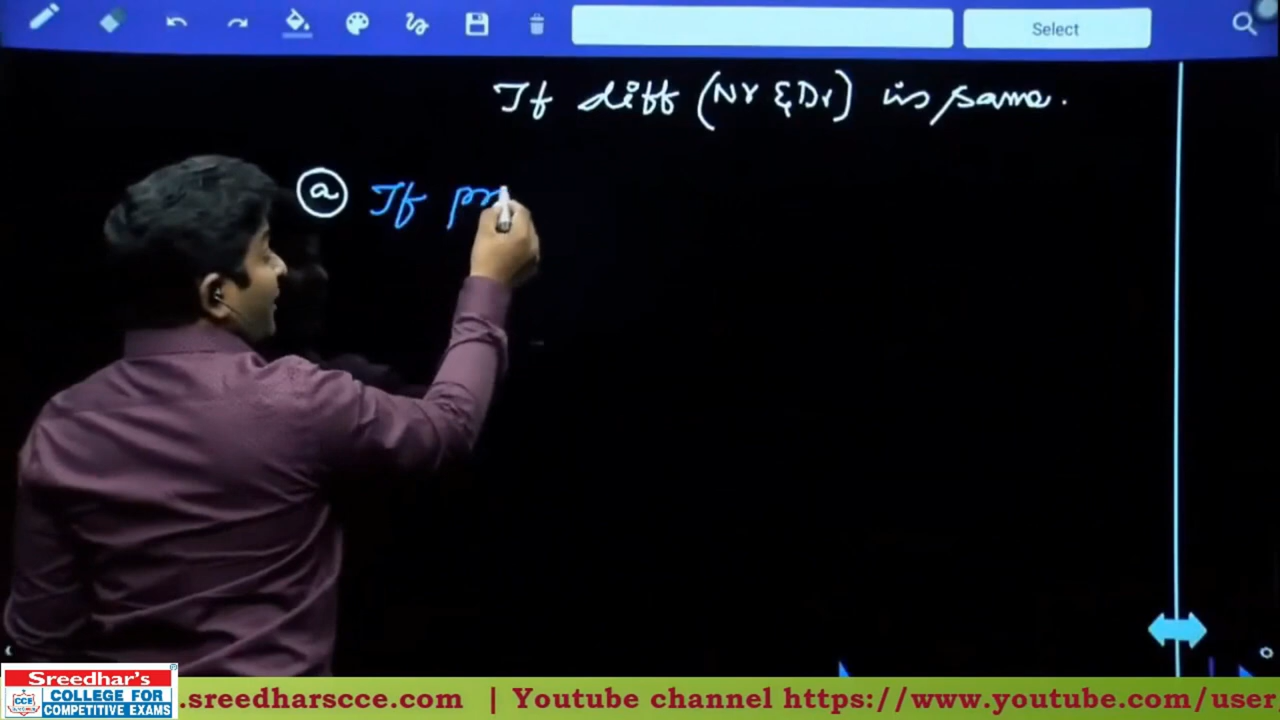 Select
If diff (Nr & Dr) is same.
a If pr
Sreedhar's
CCE
COLLEGE FOR
COMPETITIVE EXAMS
.sreedharscce.com | Youtube channel https://www.youtube.com/user